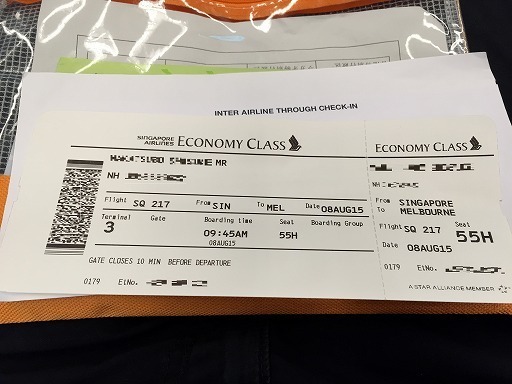 INTER AIRLINE THROUGH CHECK-IN
SINGAPORE AIRLINES ECONOMY CLASS
MR
NH
Flight SQ 217 From SIN To MEL Date 08AUG15
Terminal Gate Boarding time Seat Boarding Group
3 09:45AM 55H
08AUG15
GATE CLOSES 10 MIN BEFORE DEPARTURE
0179 EtNo.
ECONOMY CLASS
NH
From SINGAPORE
To MELBOURNE
Flight SQ 217 Seat
Date 08AUG15 55H
0179 EtNo.
A STAR ALLIANCE MEMBER